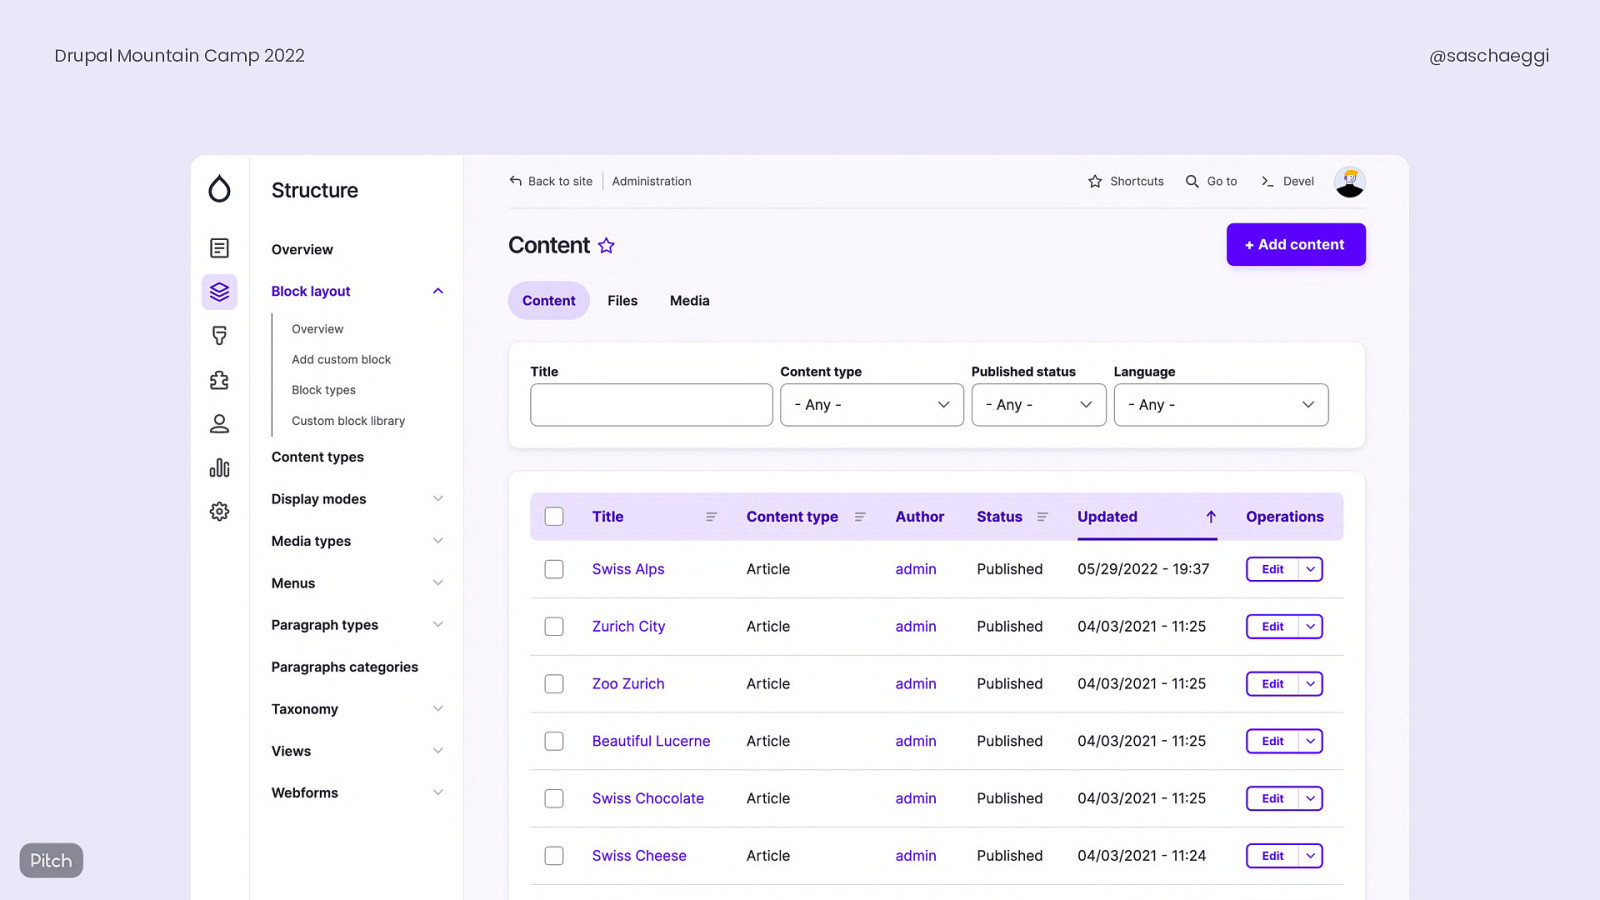 Drupal Mountain Camp 2022
@saschaeggi
Structure
Overview
Block layout
Overview
Add custom block
Block types
Custom block library
Content types
Display modes
Media types
Menus
Paragraph types
Paragraphs categories
Taxonomy
Views
Webforms
Back to site Administration
Shortcuts Go to Devel
Content
+ Add content
Content Files Media
Title Content type Published status Language
- Any - - Any - - Any -
Title Content type Author Status Updated Operations
Swiss Alps Article admin Published 05/29/2022 - 19:37 Edit
Zurich City Article admin Published 04/03/2021 - 11:25 Edit
Zoo Zurich Article admin Published 04/03/2021 - 11:25 Edit
Beautiful Lucerne Article admin Published 04/03/2021 - 11:25 Edit
Swiss Chocolate Article admin Published 04/03/2021 - 11:25 Edit
Swiss Cheese Article admin Published 04/03/2021 - 11:24 Edit
Pitch